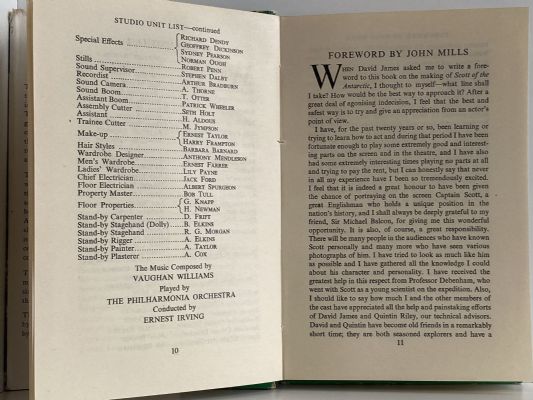 STUDIO UNIT LIST—continued
Special Effects RICHARD DENDY
GEOFFREY DICKINSON
SYDNEY PEARSON
NORMAN OUGH
Stills ROBERT PENN
Sound Supervisor STEPHEN DALBY
Recordist ARTHUR BRADBURN
Sound Camera A. THORNE
Sound Boom T. OTTER
Assistant Boom PATRICK WHEELER
Assembly Cutter SETH HOLT
Assistant H. ALDOUS
Trainee Cutter M. JYMPSON
Make-up ERNEST TAYLOR
HARRY FRAMPTON
Hair Styles BARBARA BARNARD
Wardrobe Designer ANTHONY MENDLESON
Men's Wardrobe ERNEST FARRER
Ladies' Wardrobe LILY PAYNE
Chief Electrician JACK FORD
Floor Electrician ALBERT SPURGEON
Property Master BOB TULL
Floor Properties G. KNAPP
H. NEWMAN
Stand-by Carpenter D. FRIFT
Stand-by Stagehand (Dolly) B. ELKINS
Stand-by Stagehand R. G. MORGAN
Stand-by Rigger A. ELKINS
Stand-by Painter A. TAYLOR
Stand-by Plasterer A. COX
The Music Composed by
VAUGHAN WILLIAMS
Played by
THE PHILHARMONIA ORCHESTRA
Conducted by
ERNEST IRVING
10
FOREWORD BY JOHN MILLS
WHEN David James asked me to write a fore-
word to this book on the making of Scott of the
Antarctic, I thought to myself—what line shall
I take? How would be the best way to approach it? After a
great deal of agonising indecision, I feel that the best and
safest way is to try and give an appreciation from an actor's
point of view.
I have, for the past twenty years or so, been learning or
trying to learn how to act and during that period I have been
fortunate enough to play some extremely good and interest-
ing parts on the screen and in the theatre, and I have also
had some extremely interesting times playing no parts at all
and trying to pay the rent, but I can honestly say that never
in all my experience have I been so tremendously excited.
I feel that it is indeed a great honour to have been given
the chance of portraying on the screen Captain Scott, a
great Englishman who holds a unique position in the
nation's history, and I shall always be deeply grateful to my
friend, Sir Michael Balcon, for giving me this wonderful
opportunity. It is also, of course, a great responsibility.
There will be many people in the audiences who have known
Scott personally and many more who have seen various
photographs of him. I have tried to look as much like him
as possible and I have gathered all the knowledge I could
about his character and personality. I have received the
greatest help in this respect from Professor Debenham, who
went with Scott as a young scientist on the expedition. Also,
I should like to say how much I and the other members of
the cast have appreciated all the help and painstaking efforts
of David James and Quintin Riley, our technical advisors.
David and Quintin have become old friends in a remarkably
short time; they are both seasoned explorers and have a
11